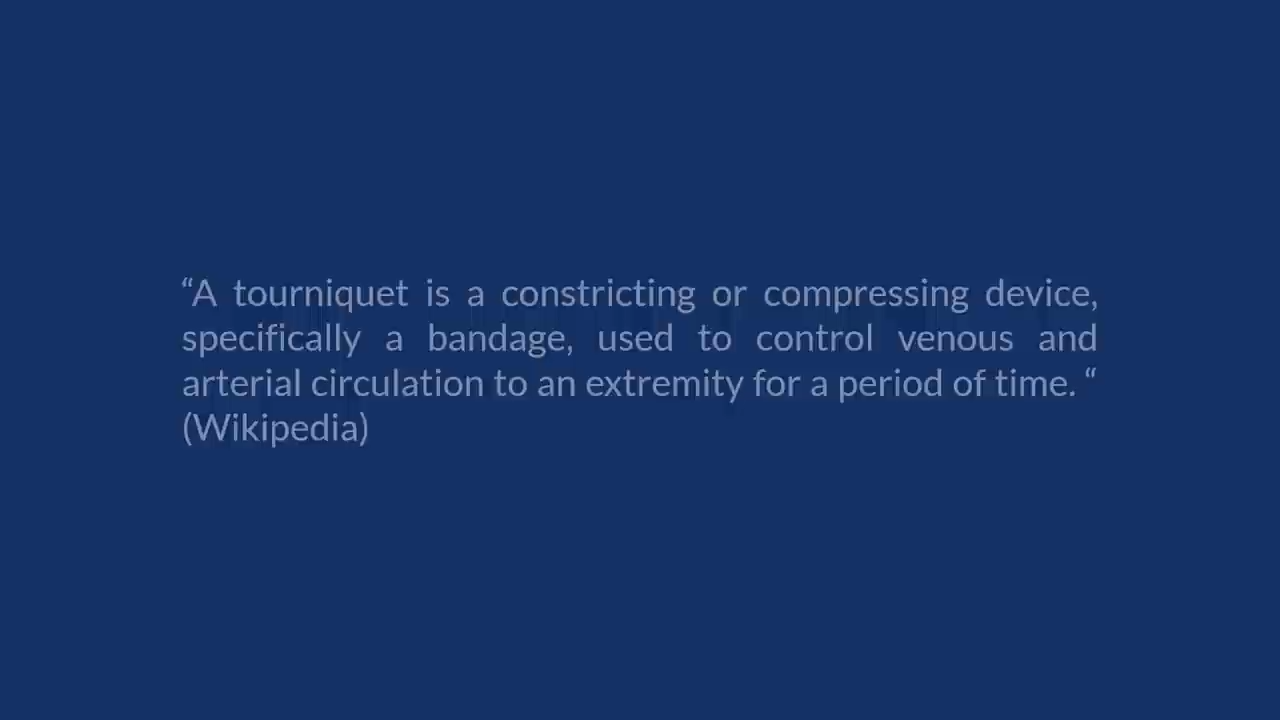 “A tourniquet is a constricting or compressing device,
specifically a bandage, used to control venous and
arterial circulation to an extremity for a period of time. “
(Wikipedia)